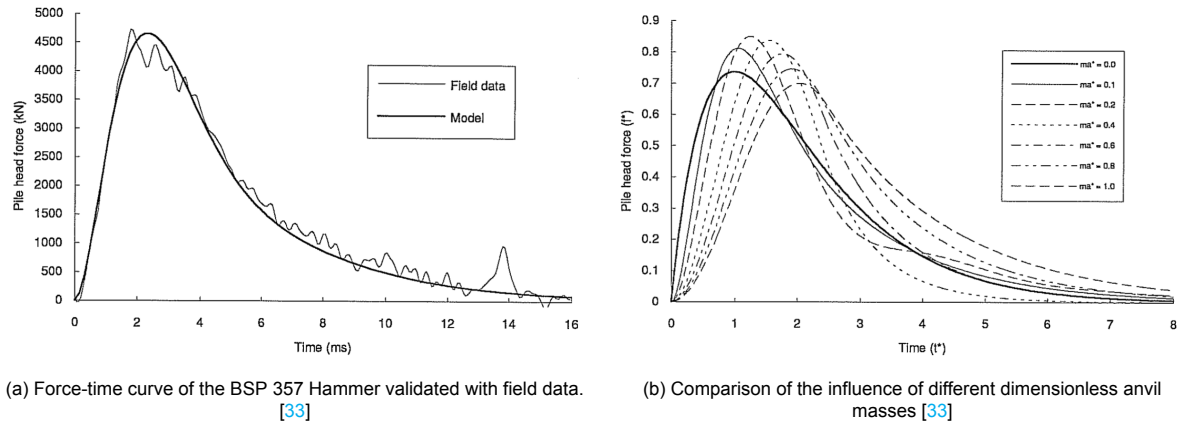 5000
4500
4000
3500
3000
2500
2000
1500
1000
500
0
Pile head force (kN)
0 2 4 6 8 10 12 14 16
Time (ms)
Field data
Model
(a) Force-time curve of the BSP 357 Hammer validated with field data.
[33]
0.9
0.8
0.7
0.6
0.5
0.4
0.3
0.2
0.1
0
Pile head force (f*)
0 1 2 3 4 5 6 7 8
Time (t*)
ma* = 0.0
ma* = 0.1
ma* = 0.2
ma* = 0.4
ma* = 0.6
ma* = 0.8
ma* = 1.0
(b) Comparison of the influence of different dimensionless anvil
masses [33]